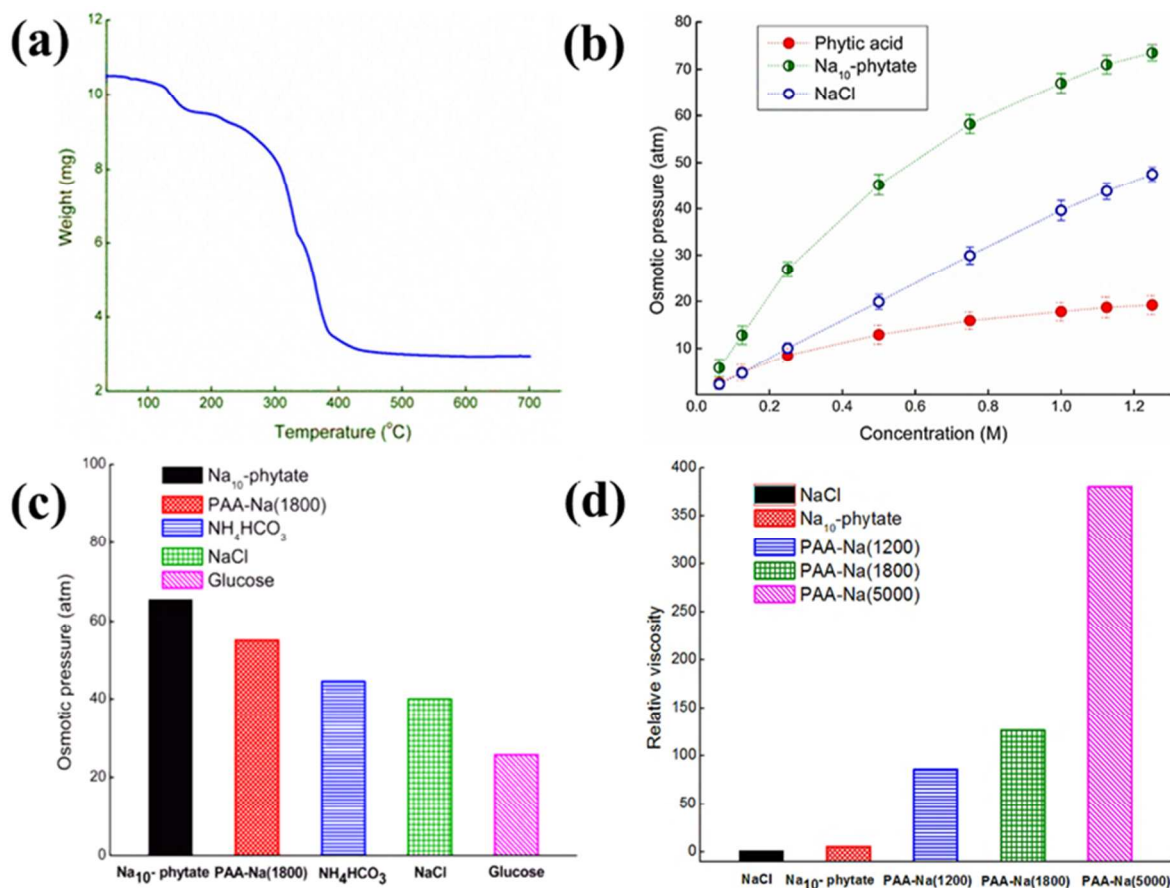 (a)
12
10
8
6
4
2
Weight (mg)
100 200 300 400 500 600 700
Temperature (°C)
(b)
Phytic acid
Na₁₀-phytate
NaCl
80
70
60
50
40
30
20
10
Osmotic pressure (atm)
0.0 0.2 0.4 0.6 0.8 1.0 1.2
Concentration (M)
(c)
Na₁₀-phytate
PAA-Na(1800)
NH₄HCO₃
NaCl
Glucose
100
80
60
40
20
0
Osmotic pressure (atm)
Na₁₀- phytate PAA-Na(1800) NH₄HCO₃ NaCl Glucose
(d)
NaCl
Na₁₀-phytate
PAA-Na(1200)
PAA-Na(1800)
PAA-Na(5000)
400
350
300
250
200
150
100
50
0
Relative viscosity
NaCl Na₁₀-phytate PAA-Na(1200) PAA-Na(1800) PAA-Na(5000)